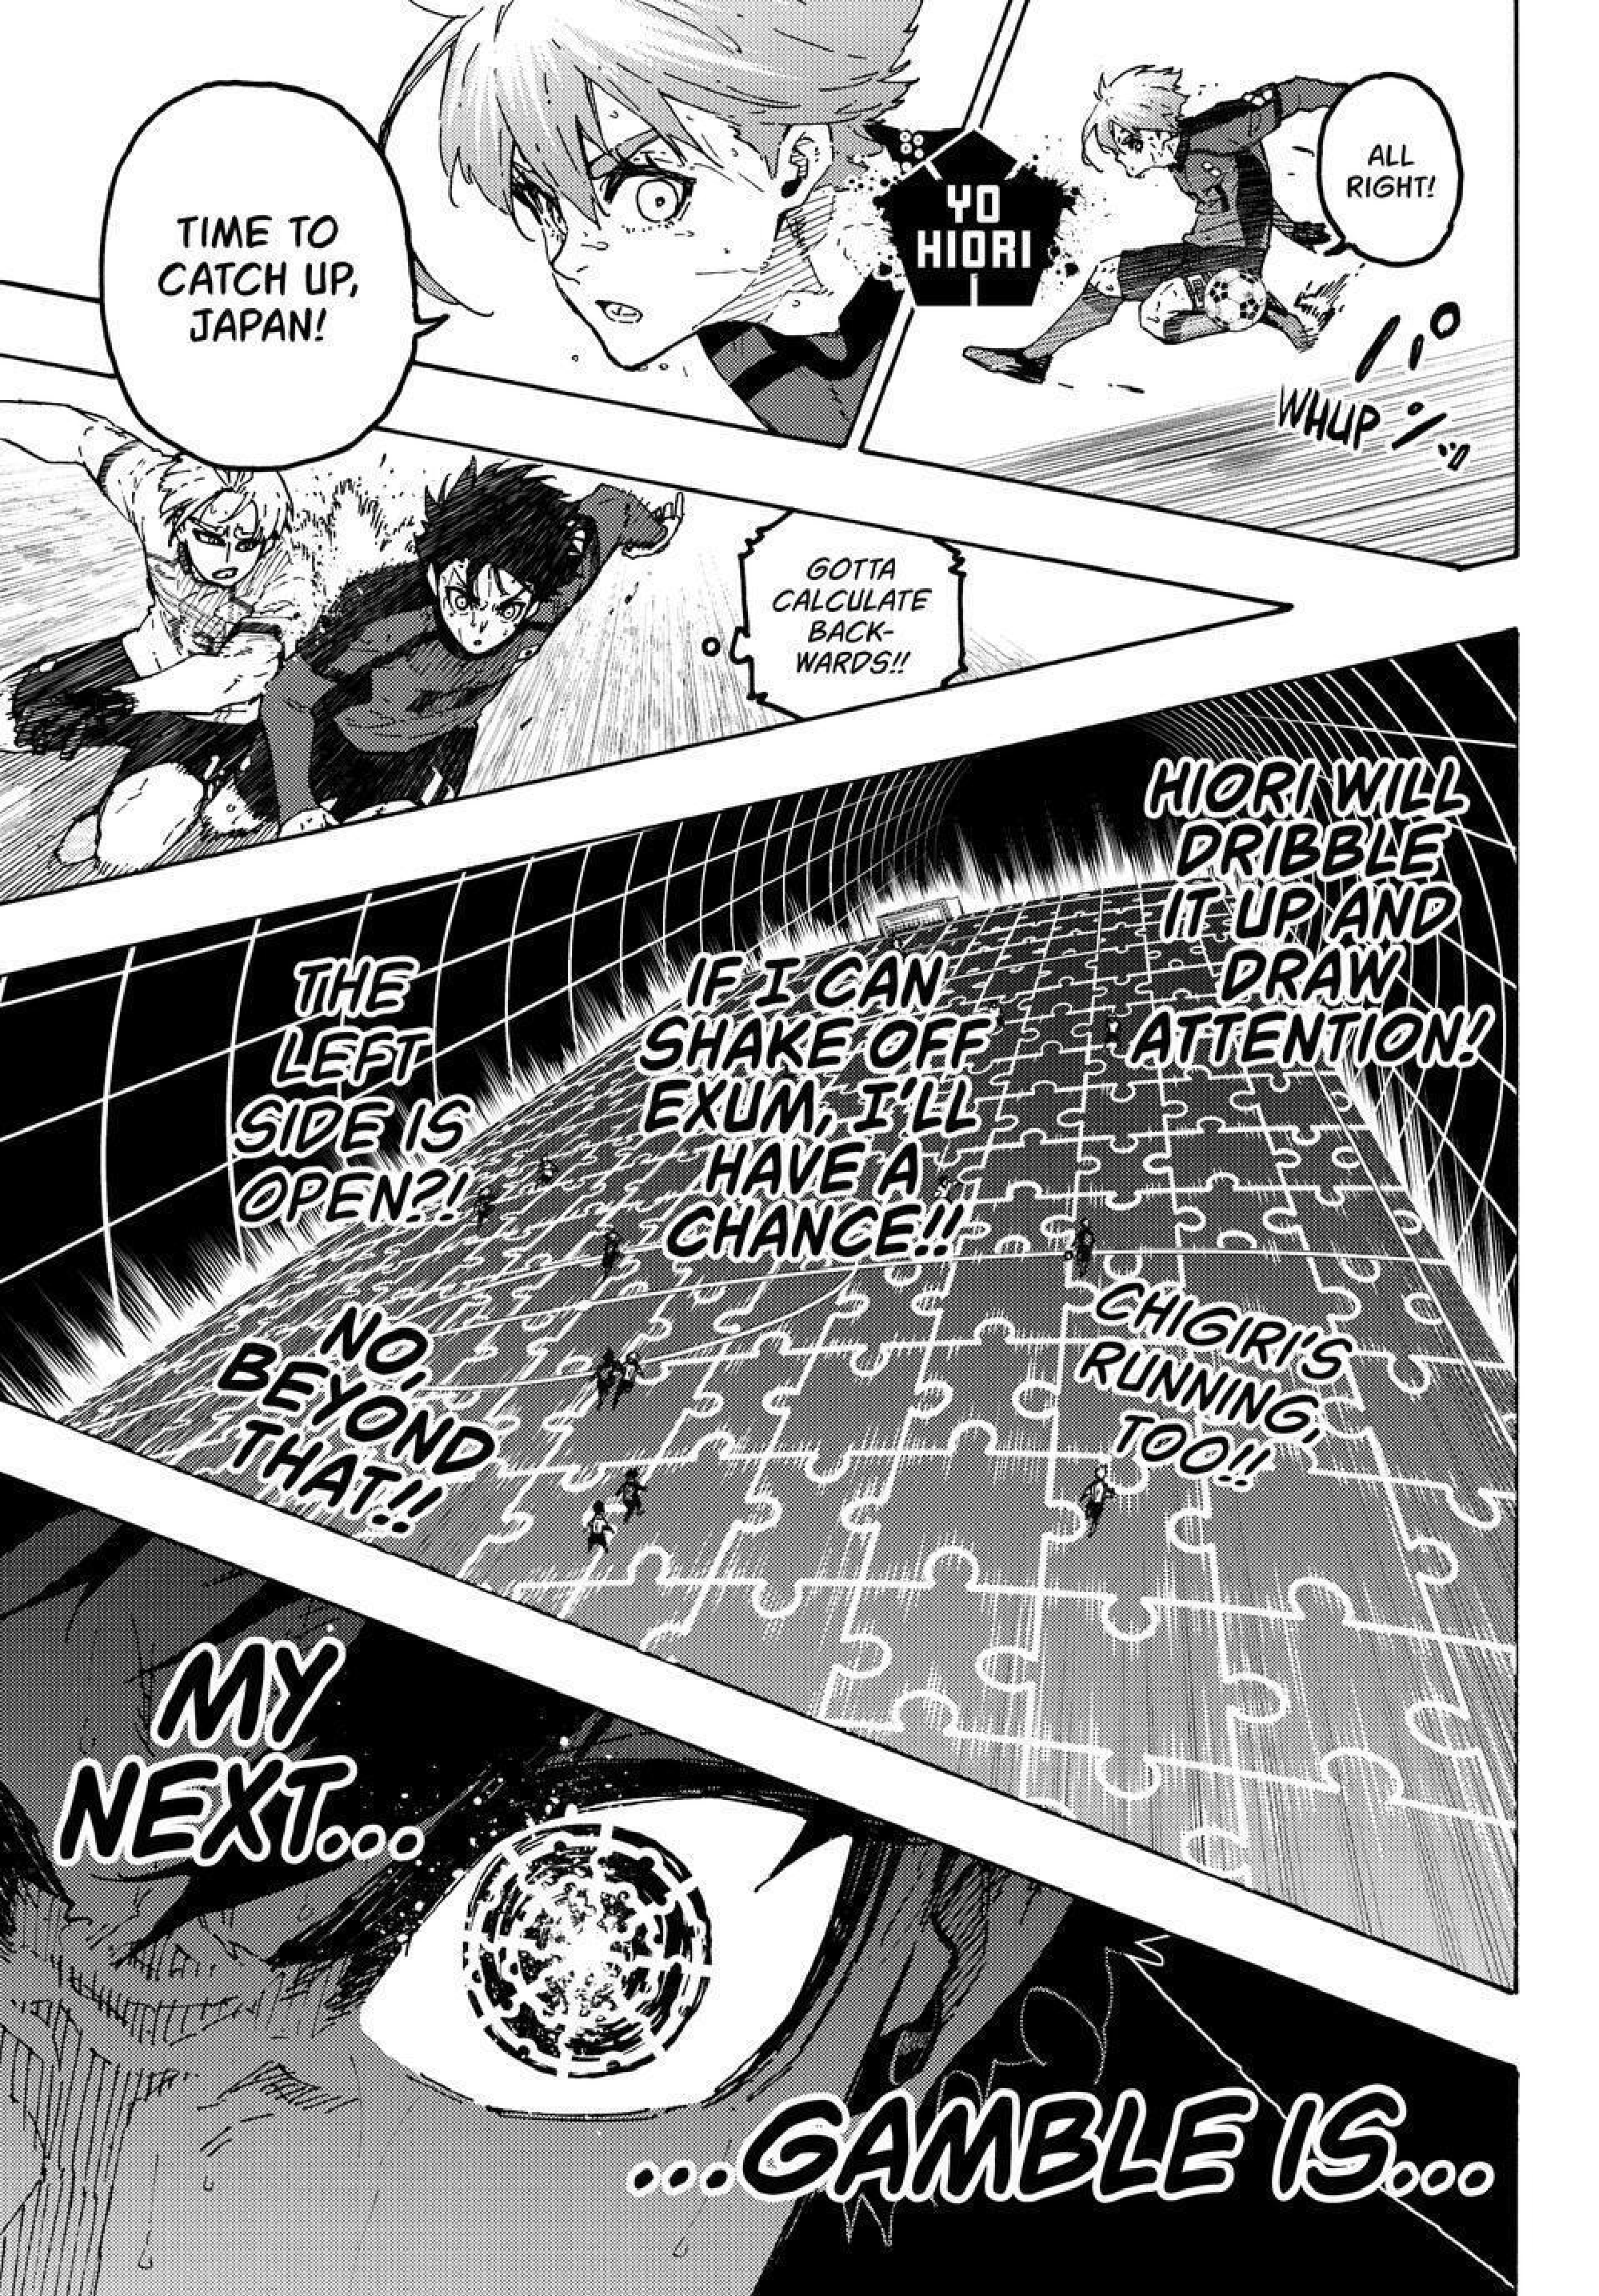 ALL
RIGHT!
WHUP
YO
HIORI
TIME TO
CATCH UP,
JAPAN!
GOTTA
CALCULATE
BACK-
WARDS!!
HIORI WILL
DRIBBLE
IT UP AND
DRAW
ATTENTION!
IF I CAN
SHAKE OFF
EXUM, I'LL
HAVE A
CHANCE!!
THE
LEFT
SIDE IS
OPEN?!
CHIGIRI'S
RUNNING,
TOO!!
NO,
BEYOND
THAT!!
MY
NEXT...
...GAMBLE IS...